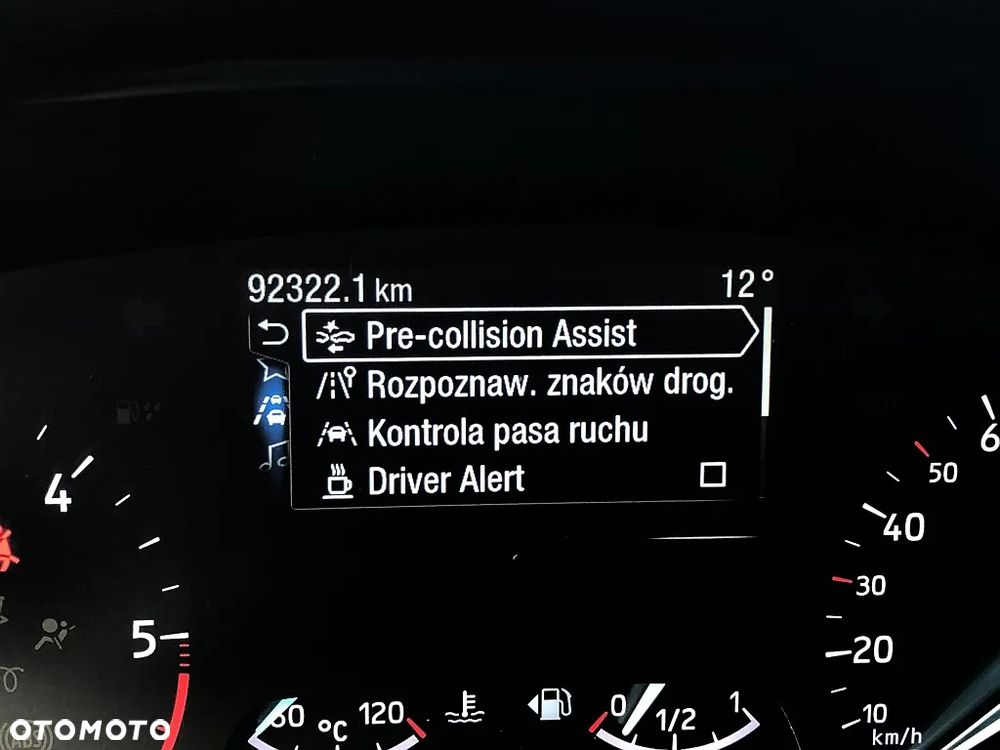 92322.1 km 12°
Pre-collision Assist
Rozpoznaw. znaków drog.
Kontrola pasa ruchu
Driver Alert
4
5
6
50
40
30
20
10
km/h
60 °C 120
0 1/2 1
OTOMOTO